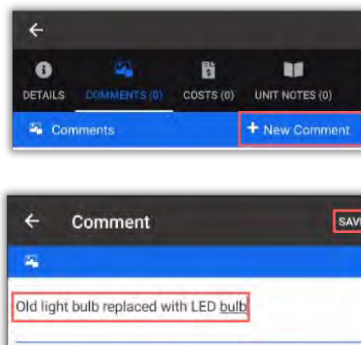 DETAILS COMMENTS (0) COSTS (0) UNIT NOTES (0)
Comments + New Comment
Comment
Old light bulb replaced with LED bulb